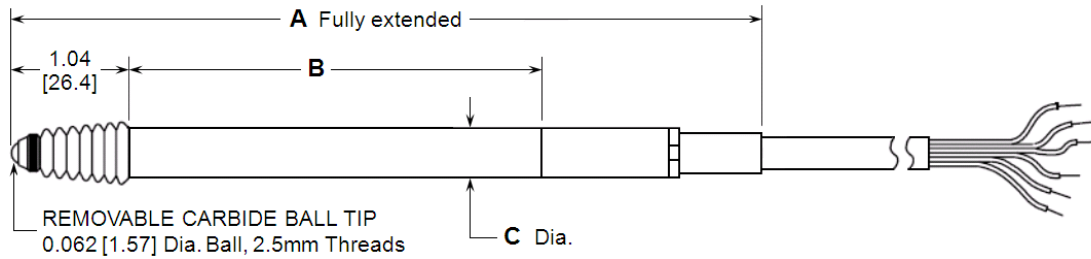 A Fully extended
1.04
[26.4]
B
REMOVABLE CARBIDE BALL TIP
0.062 [1.57] Dia. Ball, 2.5mm Threads
C Dia.